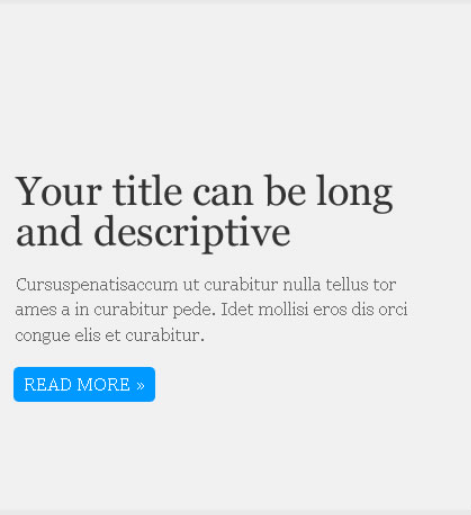 Your title can be long
and descriptive
Cursuspenatisaccum ut curabitur nulla tellus tor
ames a in curabitur pede. Idet mollisi eros dis orci
congue elis et curabitur.
READ MORE »